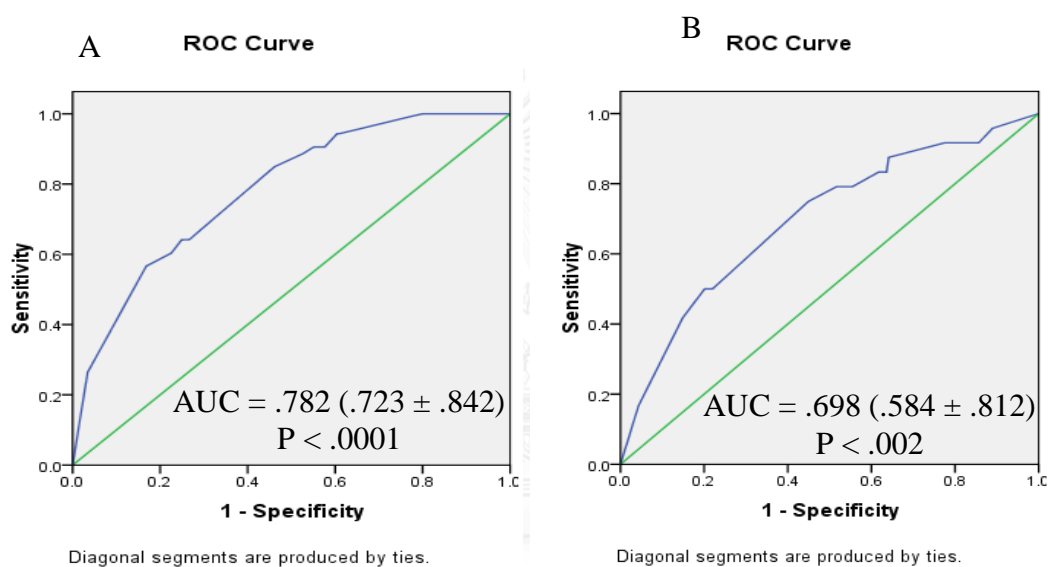 A
ROC Curve
1.0
0.8
0.6
0.4
0.2
0.0
Sensitivity
AUC = .782 (.723 ± .842)
P < .0001
0.0 0.2 0.4 0.6 0.8 1.0
1 - Specificity
Diagonal segments are produced by ties.
B
ROC Curve
1.0
0.8
0.6
0.4
0.2
0.0
Sensitivity
AUC = .698 (.584 ± .812)
P < .002
0.0 0.2 0.4 0.6 0.8 1.0
1 - Specificity
Diagonal segments are produced by ties.